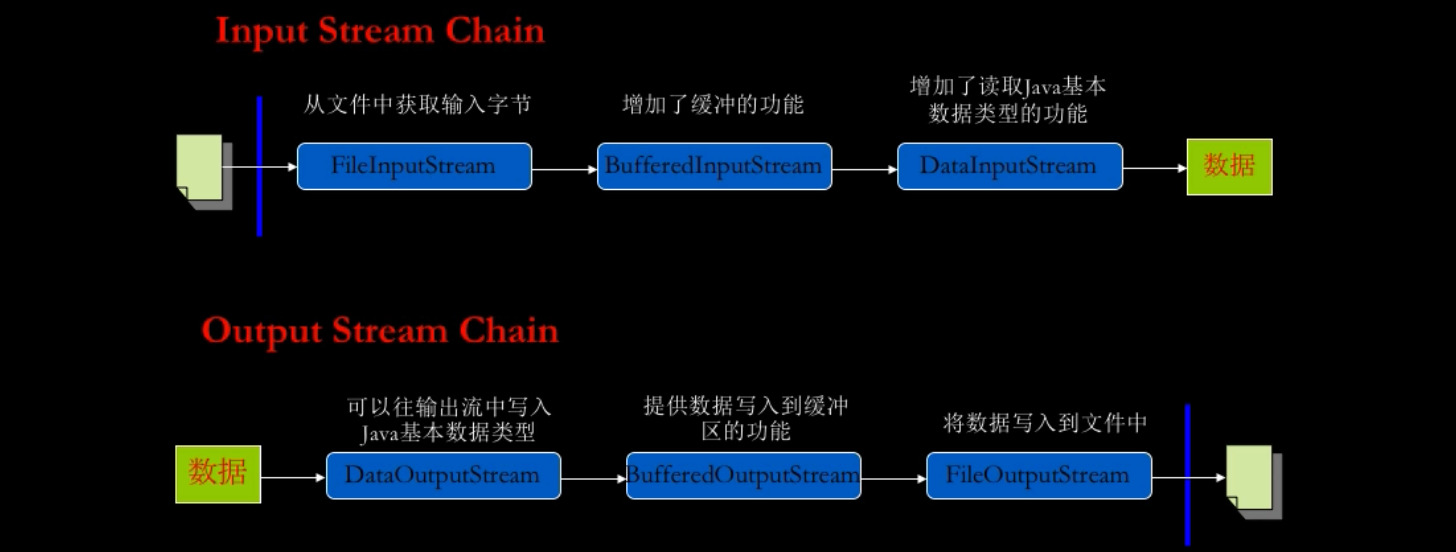 Input Stream Chain
从文件中获取输入字节
增加了缓冲的功能
增加了读取Java基本
数据类型的功能
FileInputStream
BufferedInputStream
DataInputStream
数据
Output Stream Chain
可以往输出流中写入
Java基本数据类型
提供数据写入到缓冲
区的功能
将数据写入到文件中
数据
DataOutputStream
BufferedOutputStream
FileOutputStream